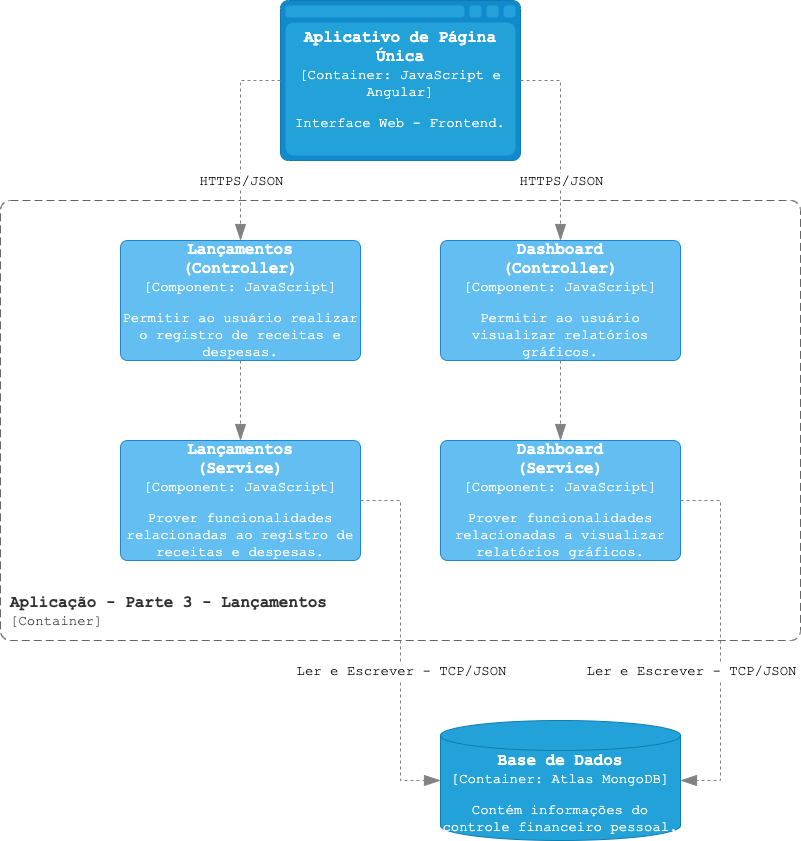 Aplicativo de Página
Única
[Container: JavaScript e
Angular]
Interface Web - Frontend.
HTTPS/JSON
HTTPS/JSON
Lançamentos
(Controller)
[Component: JavaScript]
Permitir ao usuário realizar
o registro de receitas e
despesas.
Dashboard
(Controller)
[Component: JavaScript]
Permitir ao usuário
visualizar relatórios
gráficos.
Lançamentos
(Service)
[Component: JavaScript]
Prover funcionalidades
relacionadas ao registro de
receitas e despesas.
Dashboard
(Service)
[Component: JavaScript]
Prover funcionalidades
relacionadas a visualizar
relatórios gráficos.
Aplicação - Parte 3 - Lançamentos
[Container]
Ler e Escrever - TCP/JSON
Ler e Escrever - TCP/JSON
Base de Dados
[Container: Atlas MongoDB]
Contém informações do
controle financeiro pessoal.